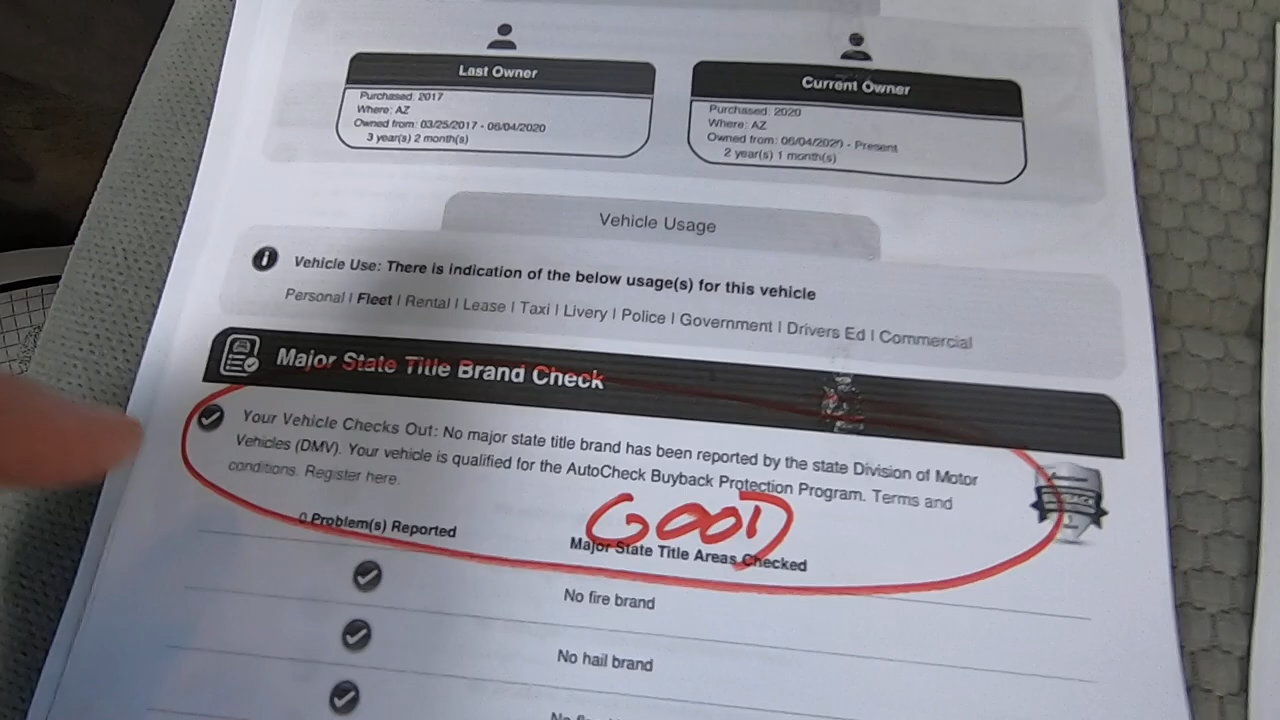 Last Owner
Purchased: 2017
Where: AZ
Owned from: 03/25/2017 - 06/04/2020
3 year(s) 2 month(s)
Current Owner
Purchased: 2020
Where: AZ
Owned from: 06/04/2020 - Present
2 year(s) 1 month(s)
Vehicle Usage
Vehicle Use: There is indication of the below usage(s) for this vehicle
Personal | Fleet | Rental | Lease | Taxi | Livery | Police | Government | Drivers Ed | Commercial
Major State Title Brand Check
Your Vehicle Checks Out: No major state title brand has been reported by the state Division of Motor
Vehicles (DMV). Your vehicle is qualified for the AutoCheck Buyback Protection Program. Terms and
conditions. Register here.
GOOD
0 Problem(s) Reported
Major State Title Areas Checked
No fire brand
No hail brand
No